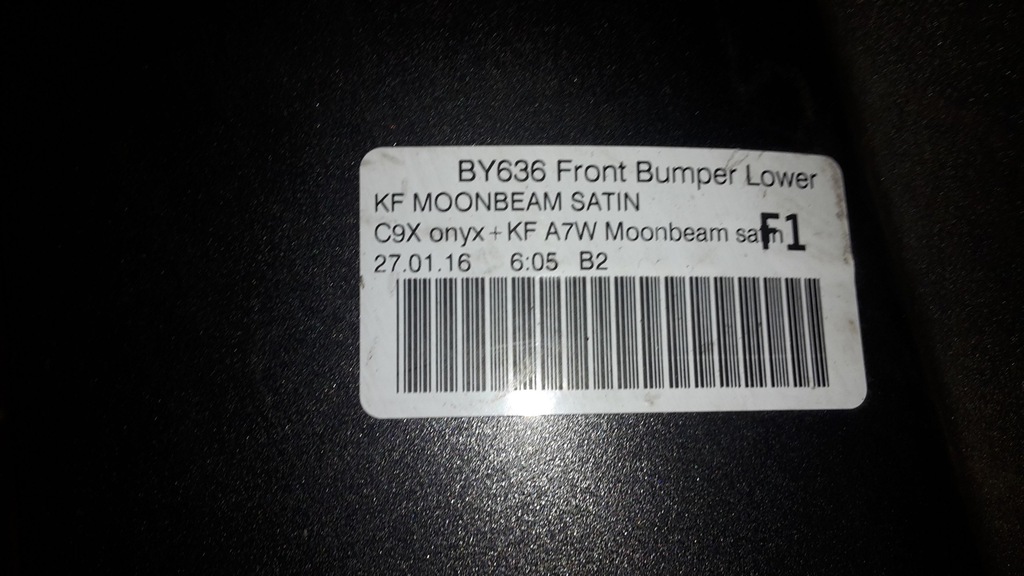 BY636 Front Bumper Lower
KF MOONBEAM SATIN
C9X onyx + KF A7W Moonbeam satin F1
27.01.16 6:05 B2